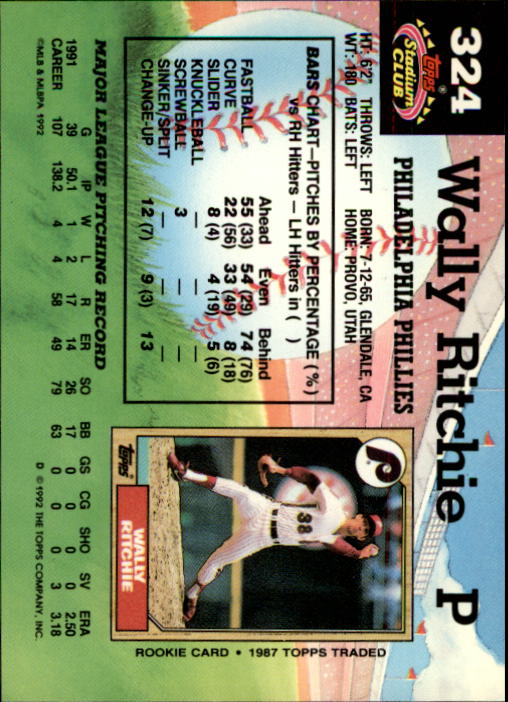 324
Topps
Stadium
CLUB
Wally Ritchie P
PHILADELPHIA PHILLIES
HT: 6'2" THROWS: LEFT BORN: 7-12-65, GLENDALE, CA
WT: 180 BATS: LEFT HOME: PROVO, UTAH
BARS CHART—PITCHES BY PERCENTAGE (%)
vs RH Hitters — LH Hitters in ( )
Ahead Even Behind
FASTBALL 55 (33) 54 (29) 74 (76)
CURVE 22 (56) 33 (49) 8 (18)
SLIDER 8 (4) 4 (19) 5 (6)
KNUCKLEBALL — — —
SCREWBALL 3 — —
SINKER/SPLIT — — —
CHANGE-UP 12 (7) 9 (3) 13
P
38
Topps
WALLY
RITCHIE
ROOKIE CARD • 1987 TOPPS TRADED
MAJOR LEAGUE PITCHING RECORD
G IP W L R ER SO BB GS CG SHO SV ERA
1991 39 50.1 1 2 17 14 26 17 0 0 0 0 2.50
CAREER 107 138.2 4 4 58 49 79 63 0 0 0 3 3.18
©MLB & MLBPA 1992
D © 1992 THE TOPPS COMPANY, INC.